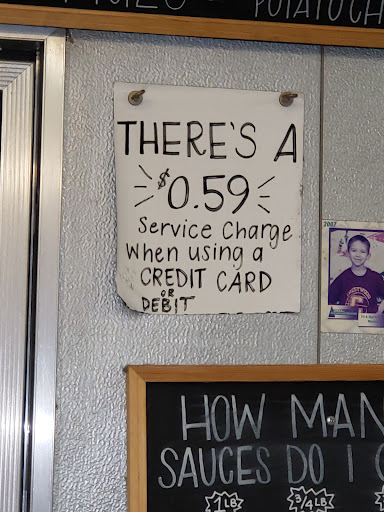 POTATO CH
THERE'S A
$0.59
Service Charge
When using a
CREDIT CARD
OR
DEBIT
2007
HOW MAN
SAUCES DO I
1LB
3/4LB